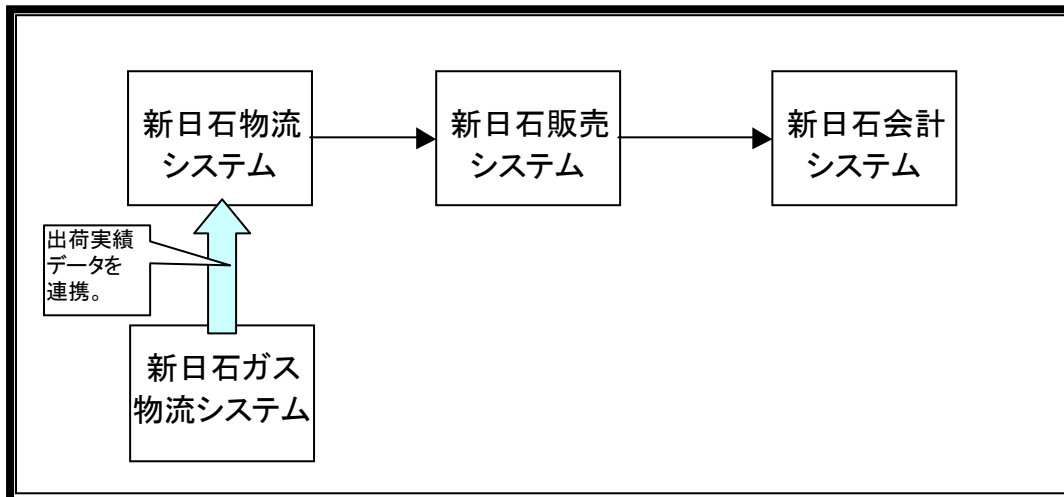 新日石物流
システム
新日石販売
システム
新日石会計
システム
出荷実績
データを
連携。
新日石ガス
物流システム